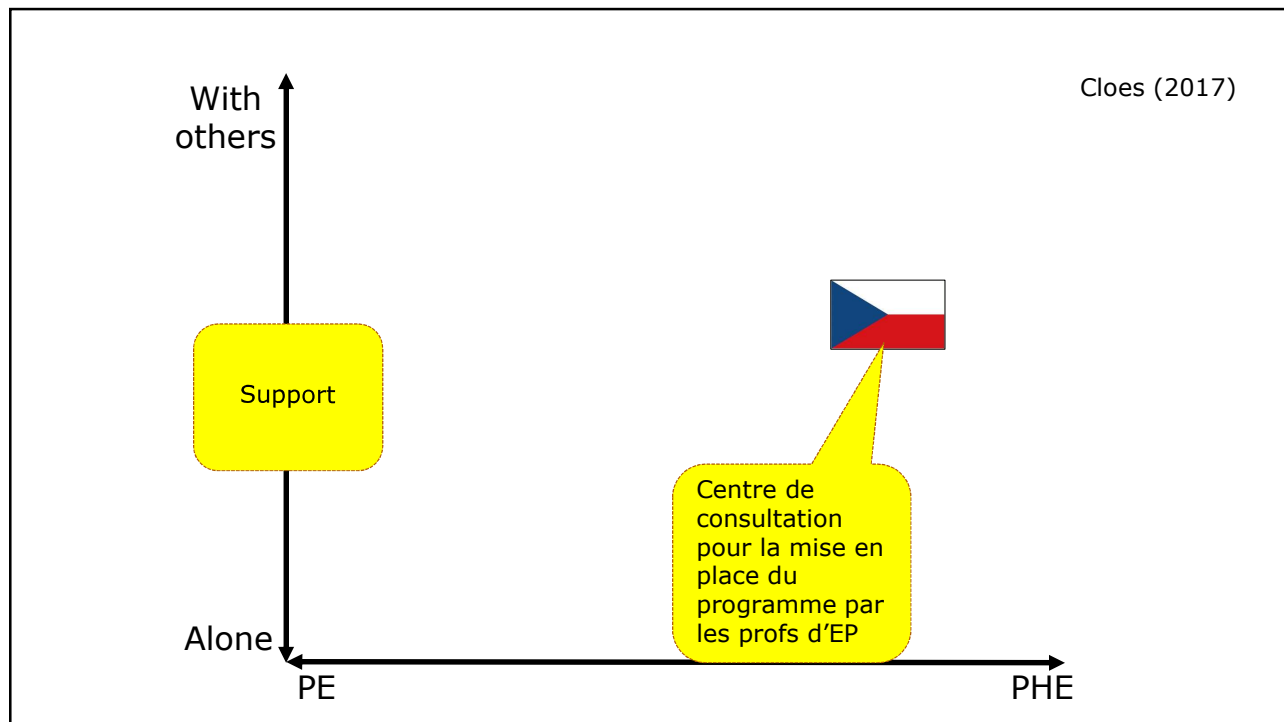 Cloes (2017)
With
others
Support
Centre de
consultation
pour la mise en
place du
programme par
les profs d’EP
Alone
PE
PHE